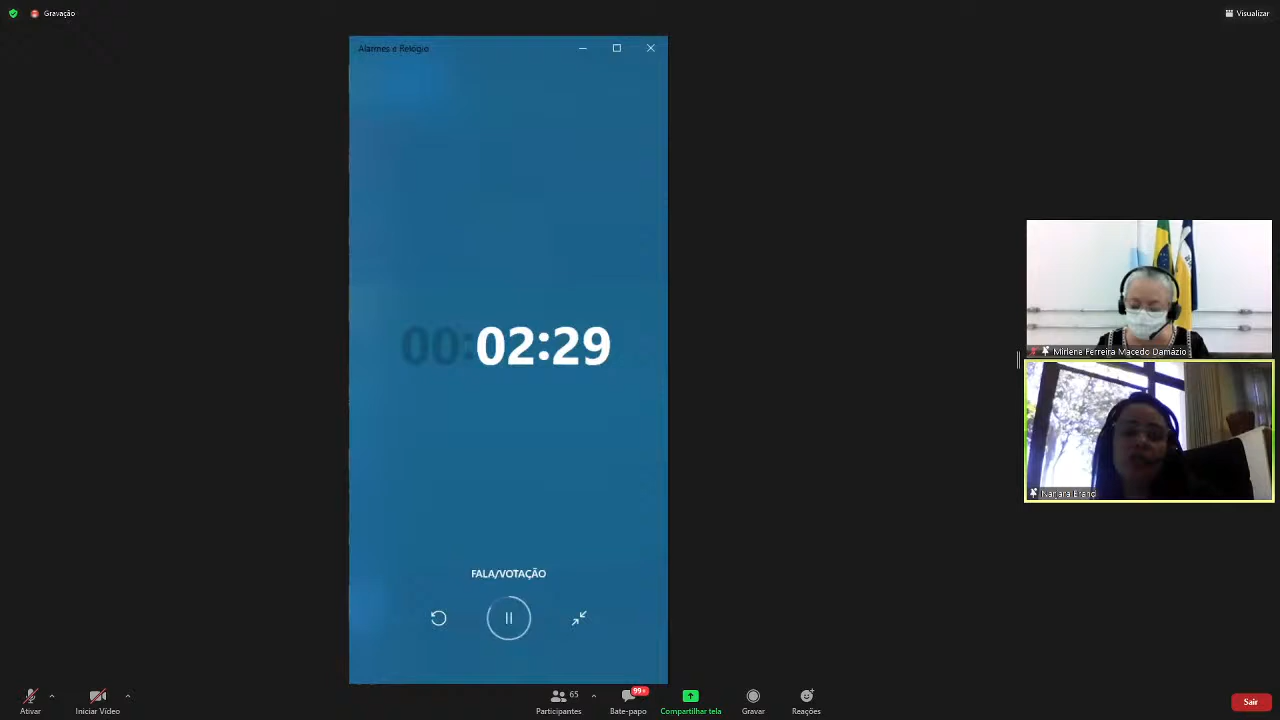 Gravação
Visualizar
Alarmes e Relógio
00:02:29
FALA/VOTAÇÃO
Mirlene Ferreira Macedo Damázio
65
99+
Ativar
Iniciar Vídeo
Participantes
Bate-papo
Compartilhar tela
Gravar
Reações
Sair